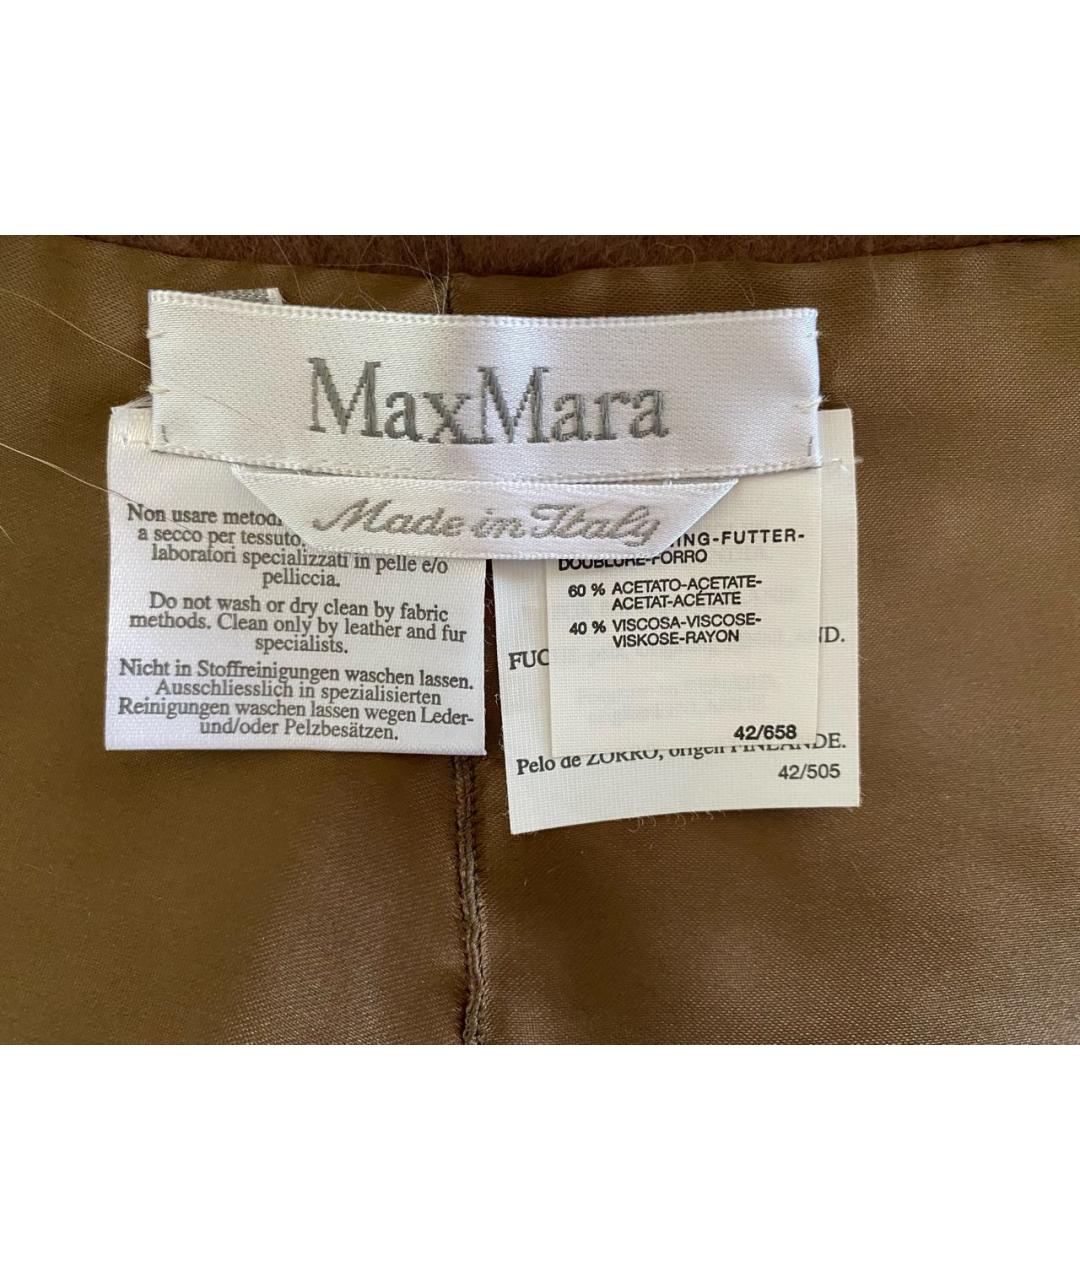 MaxMara
Made in Italy
Non usare
a secco per tessuto.
laboratori specializzati in pelle e/o
pelliccia.
Do not wash or dry clean by fabric
methods. Clean only by leather and fur
specialists.
Nicht in Stoffreinigungen waschen lassen.
Ausschliesslich in spezialisierten
Reinigungen waschen lassen wegen Leder-
und/oder Pelzbesätzen.
ING-FUTTER-
DOUBLURE-FORRO
60 % ACETATO-ACETATE-
ACETAT-ACÉTATE
40 % VISCOSA-VISCOSE-
VISKOSE-RAYON
42/658
Pelo de ZORRO, origen
42/505